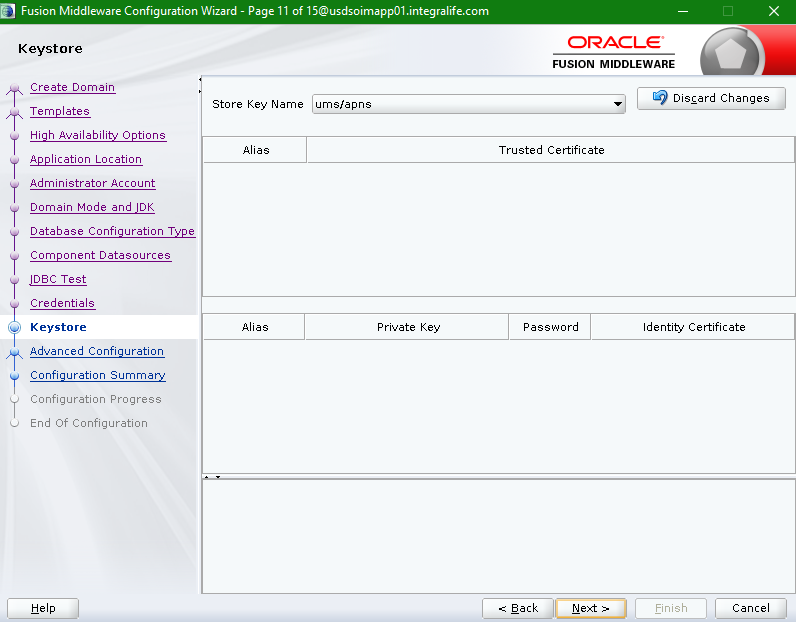 Fusion Middleware Configuration Wizard - Page 11 of 15@usdsoimapp01.integralife.com
Keystore
ORACLE
FUSION MIDDLEWARE
Create Domain
Templates
High Availability Options
Application Location
Administrator Account
Domain Mode and JDK
Database Configuration Type
Component Datasources
JDBC Test
Credentials
Keystore
Advanced Configuration
Configuration Summary
Configuration Progress
End Of Configuration
Store Key Name ums/apns Discard Changes
Alias Trusted Certificate
Alias Private Key Password Identity Certificate
Help < Back Next > Finish Cancel